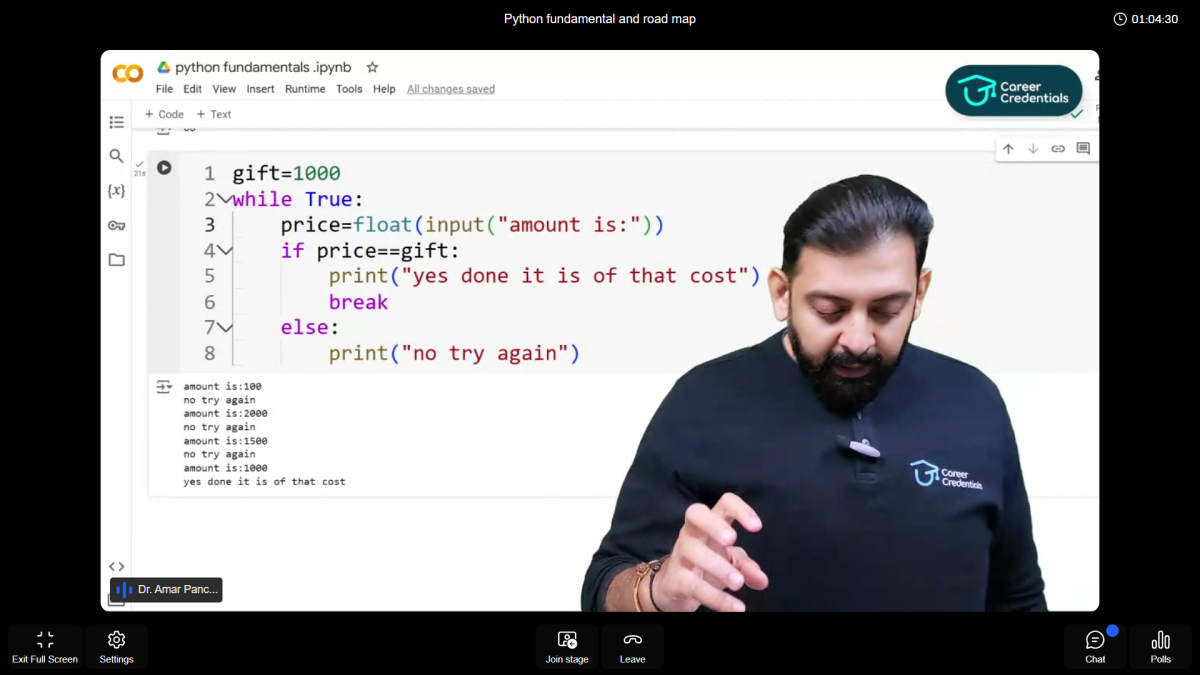 Python fundamental and road map
01:04:30
python fundamentals .ipynb
File Edit View Insert Runtime Tools Help All changes saved
Career
Credentials
+ Code + Text
21s
{x}
1 gift=1000
2 while True:
3 price=float(input("amount is:"))
4 if price==gift:
5 print("yes done it is of that cost")
6 break
7 else:
8 print("no try again")
amount is:100
no try again
amount is:2000
no try again
amount is:1500
no try again
amount is:1000
yes done it is of that cost
Career
Credentials
Dr. Amar Panc...
Exit Full Screen
Settings
Join stage
Leave
Chat
Polls